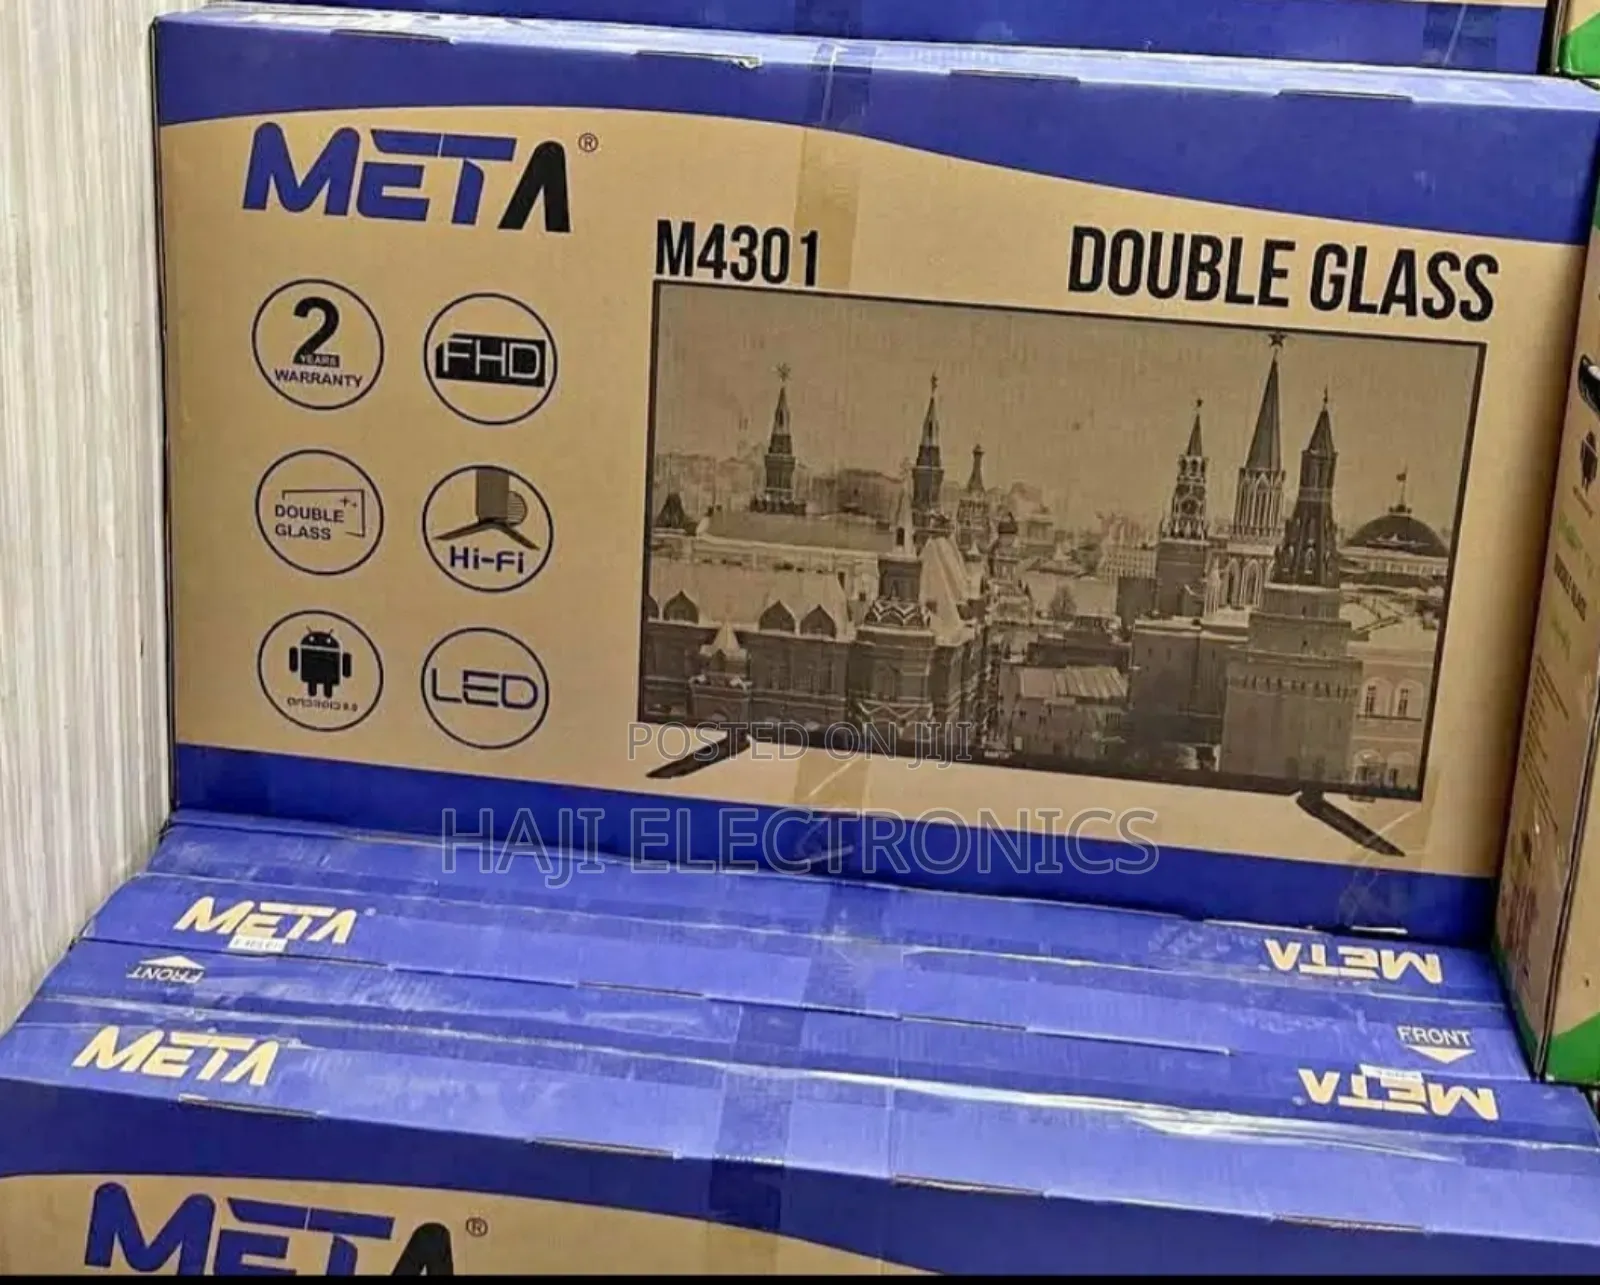 META®
M4301
DOUBLE GLASS
2
YEARS
WARRANTY
FHD
DOUBLE
GLASS
Hi-Fi
LED
POSTED ON JIJI
HAJI ELECTRONICS
META
META
FRONT
FRONT
META
META
META®